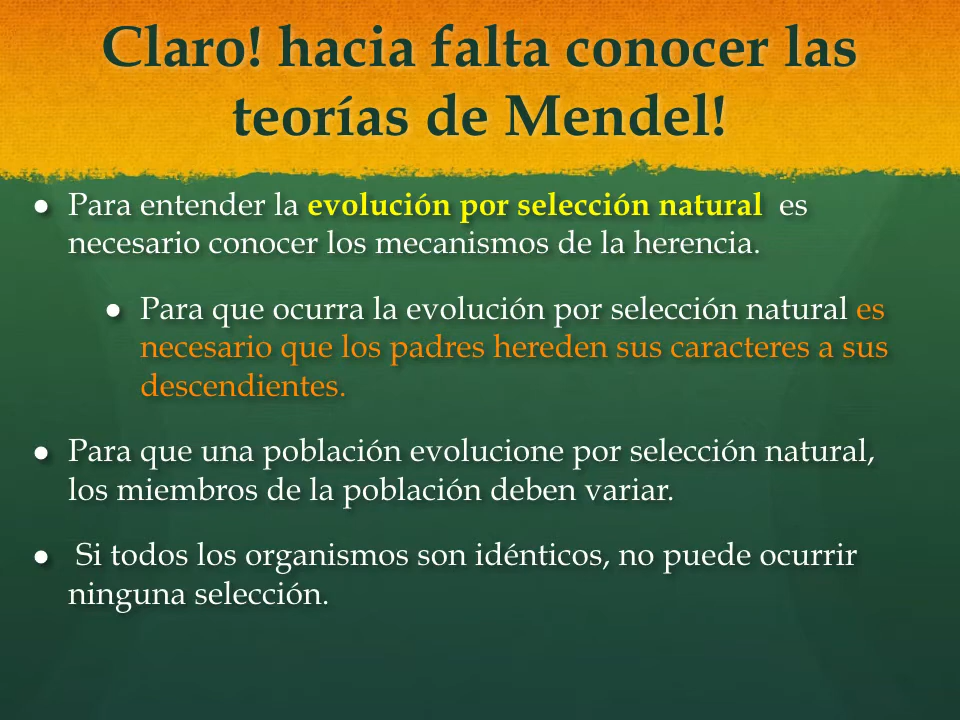 Claro! hacia falta conocer las
teorías de Mendel!
● Para entender la evolución por selección natural es
necesario conocer los mecanismos de la herencia.
● Para que ocurra la evolución por selección natural es
necesario que los padres hereden sus caracteres a sus
descendientes.
● Para que una población evolucione por selección natural,
los miembros de la población deben variar.
● Si todos los organismos son idénticos, no puede ocurrir
ninguna selección.